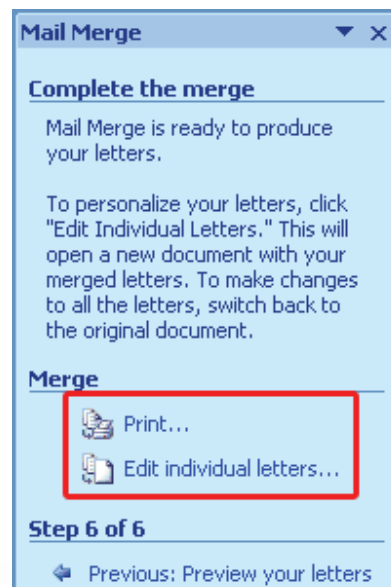 Mail Merge
Complete the merge
Mail Merge is ready to produce
your letters.
To personalize your letters, click
"Edit Individual Letters." This will
open a new document with your
merged letters. To make changes
to all the letters, switch back to
the original document.
Merge
Print...
Edit individual letters...
Step 6 of 6
Previous: Preview your letters